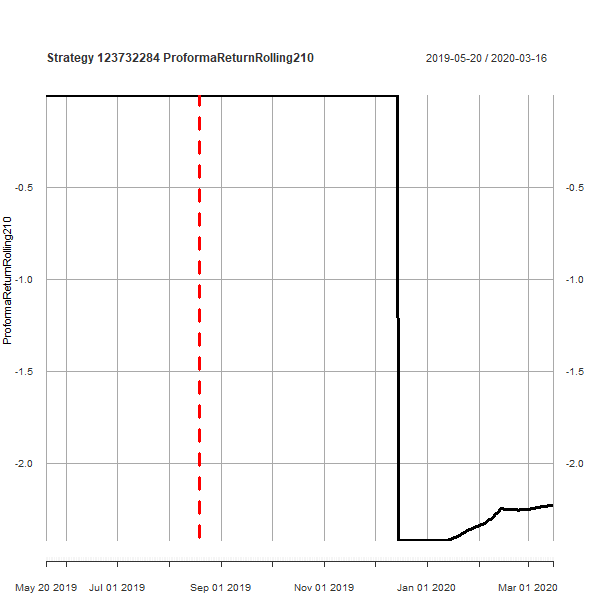 Strategy 123732284 ProformaReturnRolling210
2019-05-20 / 2020-03-16
ProformaReturnRolling210
-0.5 -0.5
-1.0 -1.0
-1.5 -1.5
-2.0 -2.0
May 20 2019 Jul 01 2019 Sep 01 2019 Nov 01 2019 Jan 01 2020 Mar 01 2020